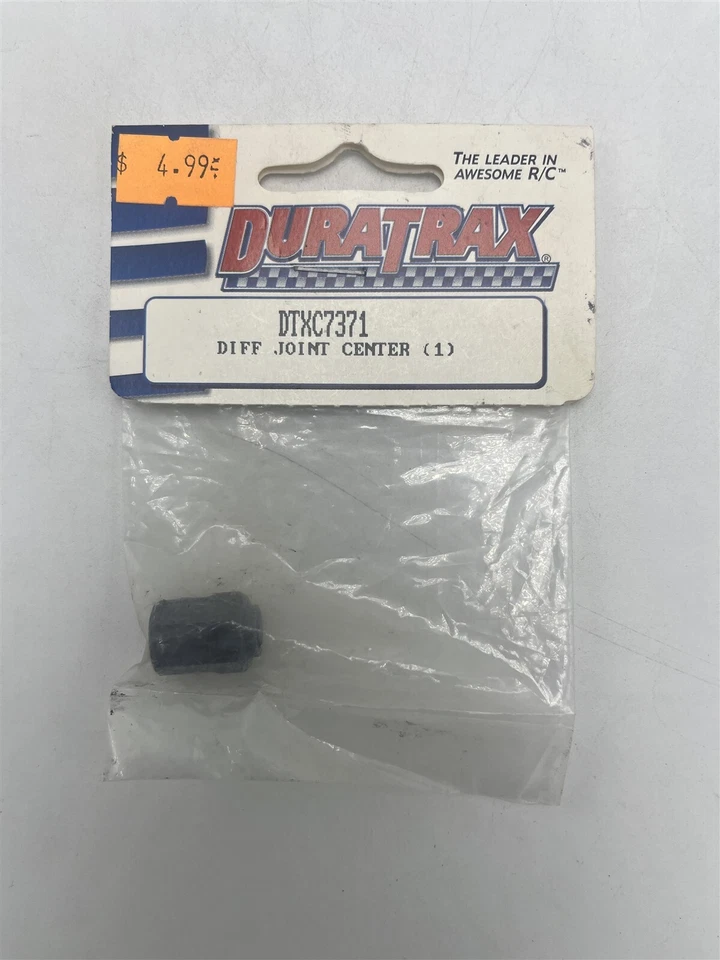 $ 4.99
THE LEADER IN
AWESOME R/C™
DURATRAX®
DTXC7371
DIFF JOINT CENTER (1)